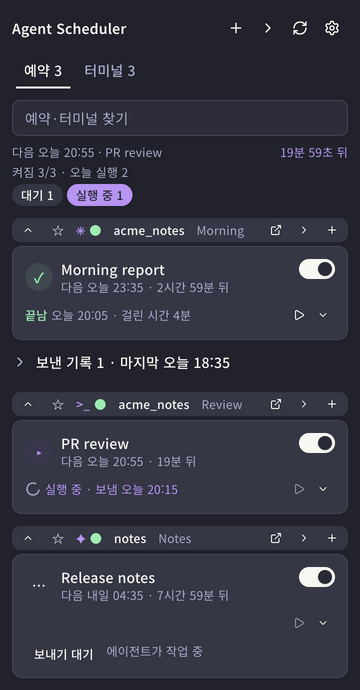 Agent Scheduler
예약 3 터미널 3
예약·터미널 찾기
다음 오늘 20:55 · PR review 19분 59초 뒤
켜짐 3/3 · 오늘 실행 2
대기 1 실행 중 1
acme_notes Morning
Morning report
다음 오늘 23:35 · 2시간 59분 뒤
끝남 오늘 20:05 · 걸린 시간 4분
보낸 기록 1 · 마지막 오늘 18:35
>_ acme_notes Review
PR review
다음 오늘 20:55 · 19분 뒤
실행 중 · 보냄 오늘 20:15
notes Notes
Release notes
다음 내일 04:35 · 7시간 59분 뒤
보내기 대기 에이전트가 작업 중